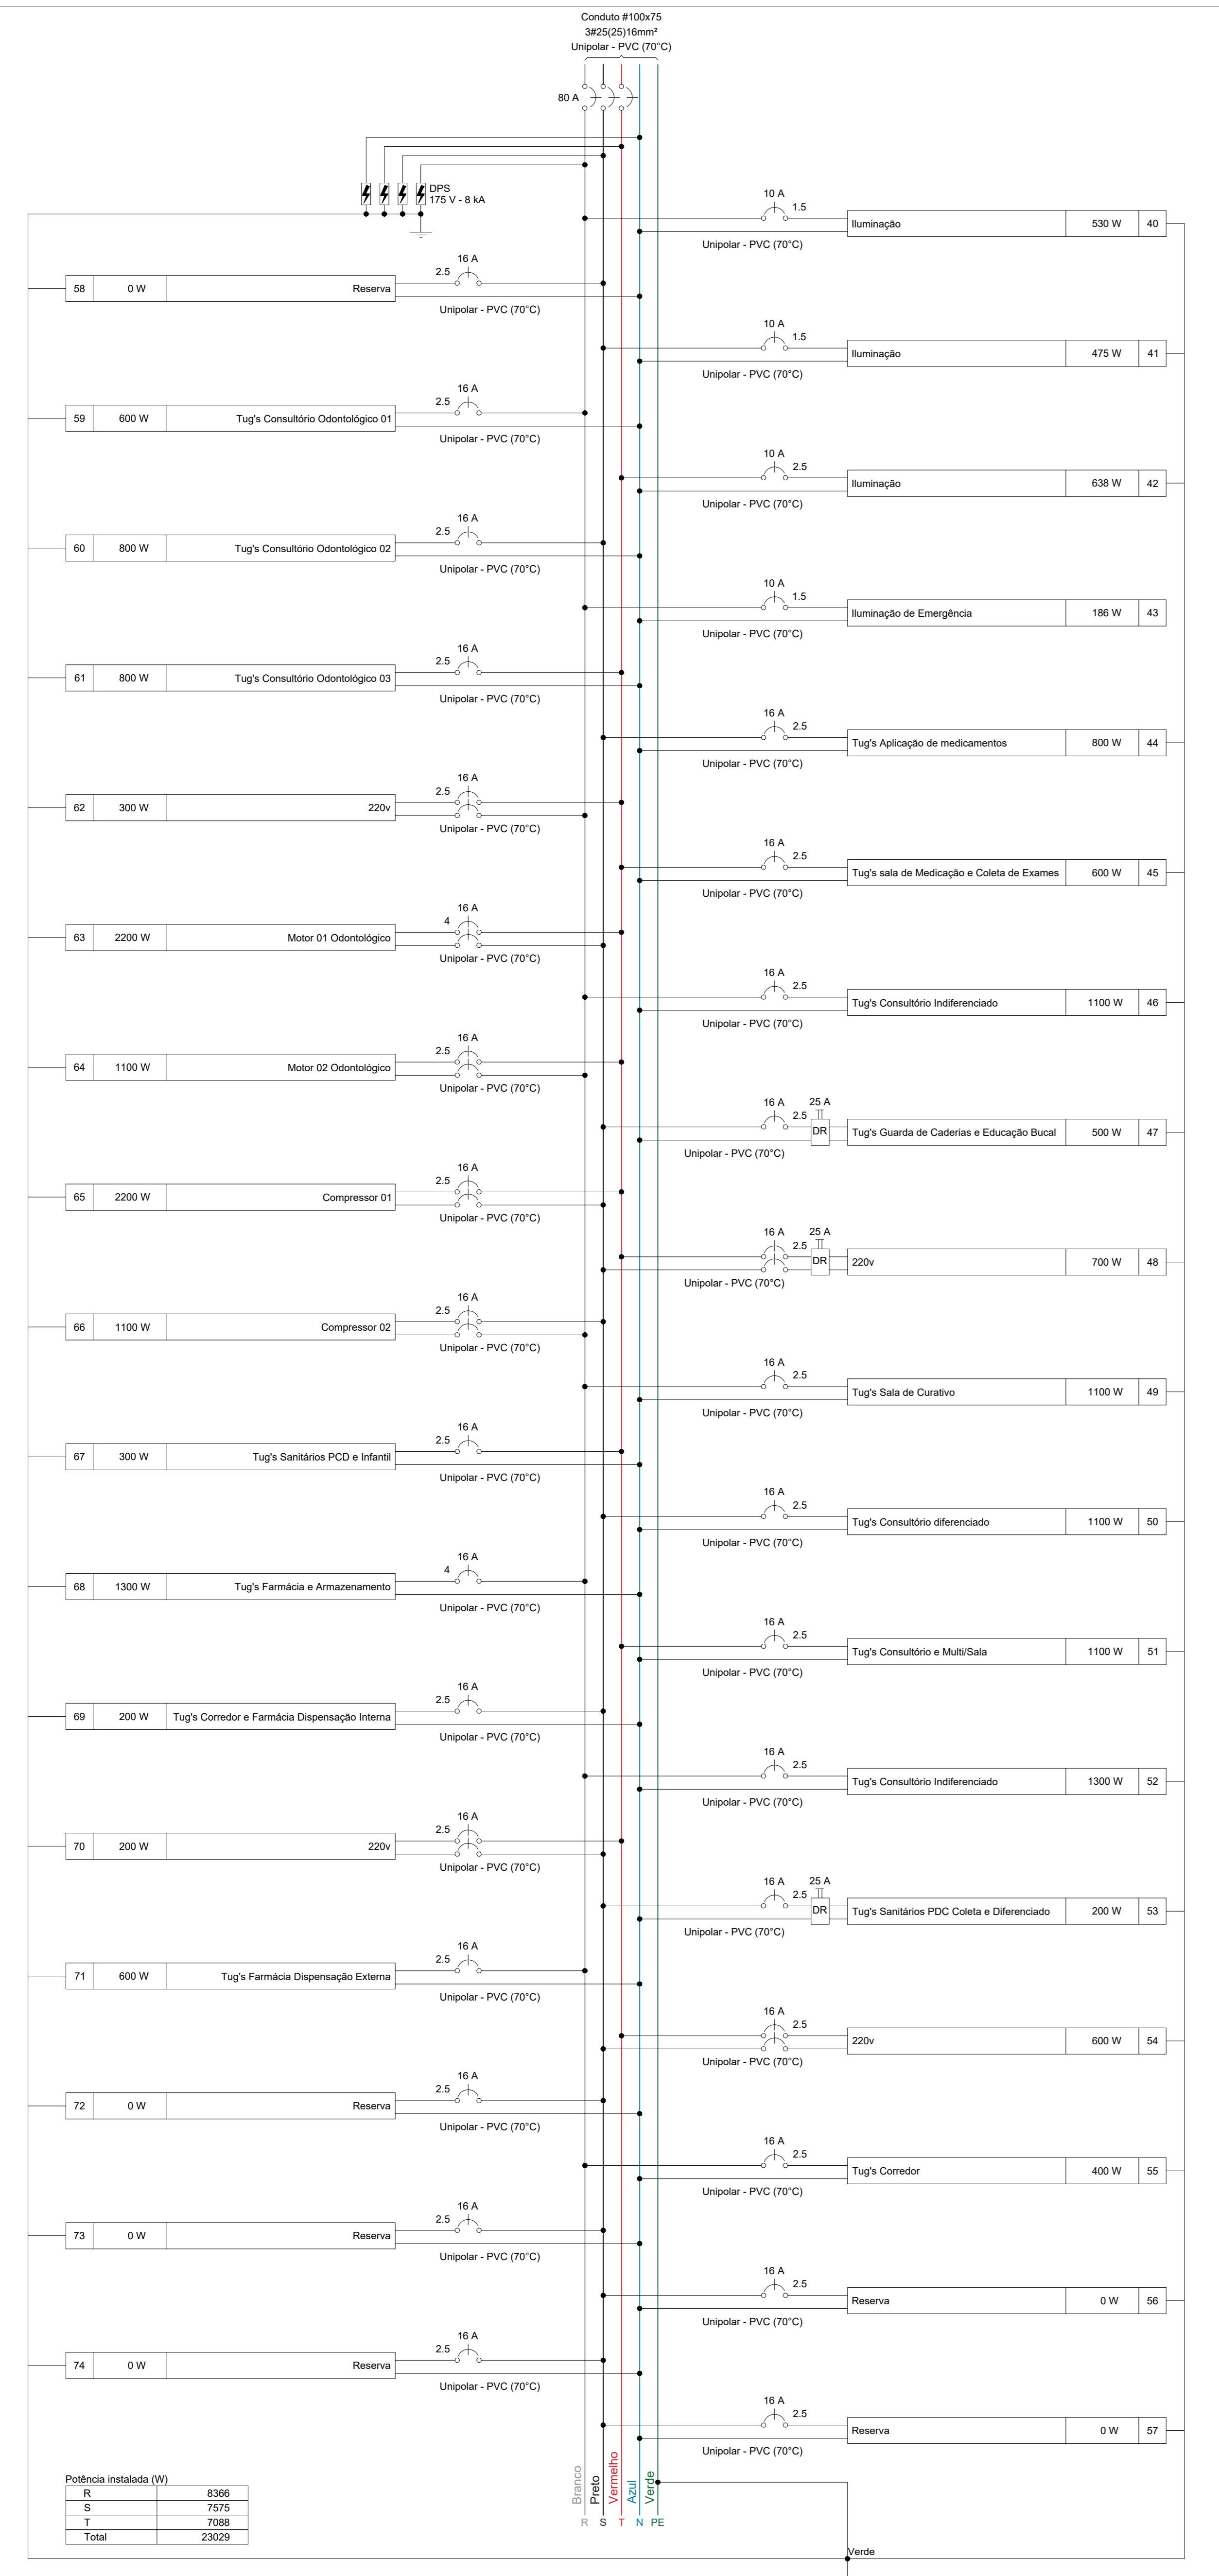 Conduto #100x75
3#25(25)16mm²
Unipolar - PVC (70°C)
80 A
DPS
175 V - 8 kA
10 A
1.5
Iluminação 530 W 40
Unipolar - PVC (70°C)
16 A
2.5
58 0 W Reserva
Unipolar - PVC (70°C)
10 A
1.5
Iluminação 475 W 41
Unipolar - PVC (70°C)
16 A
2.5
59 600 W Tug's Consultório Odontológico 01
Unipolar - PVC (70°C)
10 A
2.5
Iluminação 638 W 42
Unipolar - PVC (70°C)
16 A
2.5
60 800 W Tug's Consultório Odontológico 02
Unipolar - PVC (70°C)
10 A
1.5
Iluminação de Emergência 186 W 43
Unipolar - PVC (70°C)
16 A
2.5
61 800 W Tug's Consultório Odontológico 03
Unipolar - PVC (70°C)
16 A
2.5
Tug's Aplicação de medicamentos 800 W 44
Unipolar - PVC (70°C)
16 A
2.5
62 300 W 220v
Unipolar - PVC (70°C)
16 A
2.5
Tug's sala de Medicação e Coleta de Exames 600 W 45
Unipolar - PVC (70°C)
16 A
4
63 2200 W Motor 01 Odontológico
Unipolar - PVC (70°C)
16 A
2.5
Tug's Consultório Indiferenciado 1100 W 46
Unipolar - PVC (70°C)
16 A
2.5
64 1100 W Motor 02 Odontológico
Unipolar - PVC (70°C)
16 A 25 A
2.5
DR Tug's Guarda de Caderias e Educação Bucal 500 W 47
Unipolar - PVC (70°C)
16 A
2.5
65 2200 W Compressor 01
Unipolar - PVC (70°C)
16 A 25 A
2.5
DR 220v 700 W 48
Unipolar - PVC (70°C)
16 A
2.5
66 1100 W Compressor 02
Unipolar - PVC (70°C)
16 A
2.5
Tug's Sala de Curativo 1100 W 49
Unipolar - PVC (70°C)
16 A
2.5
67 300 W Tug's Sanitários PCD e Infantil
Unipolar - PVC (70°C)
16 A
2.5
Tug's Consultório diferenciado 1100 W 50
Unipolar - PVC (70°C)
16 A
4
68 1300 W Tug's Farmácia e Armazenamento
Unipolar - PVC (70°C)
16 A
2.5
Tug's Consultório e Multi/Sala 1100 W 51
Unipolar - PVC (70°C)
16 A
2.5
69 200 W Tug's Corredor e Farmácia Dispensação Interna
Unipolar - PVC (70°C)
16 A
2.5
Tug's Consultório Indiferenciado 1300 W 52
Unipolar - PVC (70°C)
16 A
2.5
70 200 W 220v
Unipolar - PVC (70°C)
16 A 25 A
2.5
DR Tug's Sanitários PDC Coleta e Diferenciado 200 W 53
Unipolar - PVC (70°C)
16 A
2.5
71 600 W Tug's Farmácia Dispensação Externa
Unipolar - PVC (70°C)
16 A
2.5
220v 600 W 54
Unipolar - PVC (70°C)
16 A
2.5
72 0 W Reserva
Unipolar - PVC (70°C)
16 A
2.5
Tug's Corredor 400 W 55
Unipolar - PVC (70°C)
16 A
2.5
73 0 W Reserva
Unipolar - PVC (70°C)
16 A
2.5
Reserva 0 W 56
Unipolar - PVC (70°C)
16 A
2.5
74 0 W Reserva
Unipolar - PVC (70°C)
16 A
2.5
Reserva 0 W 57
Unipolar - PVC (70°C)
Branco
Preto
Vermelho
Azul
Verde
R S T N PE
Potência instalada (W)
R 8366
S 7575
T 7088
Total 23029
Verde